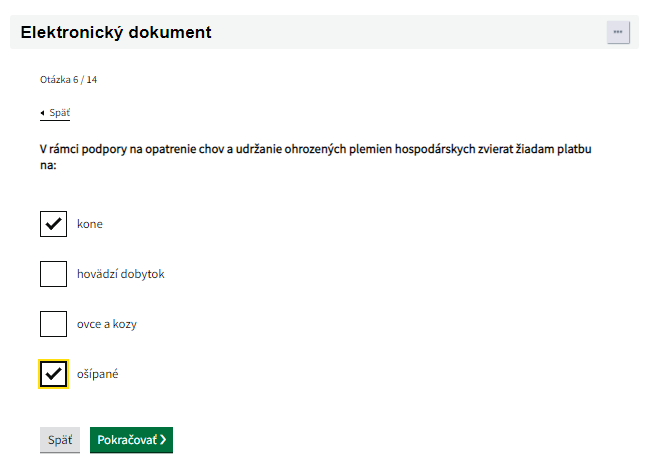 Elektronický dokument
Otázka 6 / 14
Späť
V rámci podpory na opatrenie chov a udržanie ohrozených plemien hospodárskych zvierat žiadam platbu
na:
kone
hovädzí dobytok
ovce a kozy
ošípané
Späť
Pokračovať